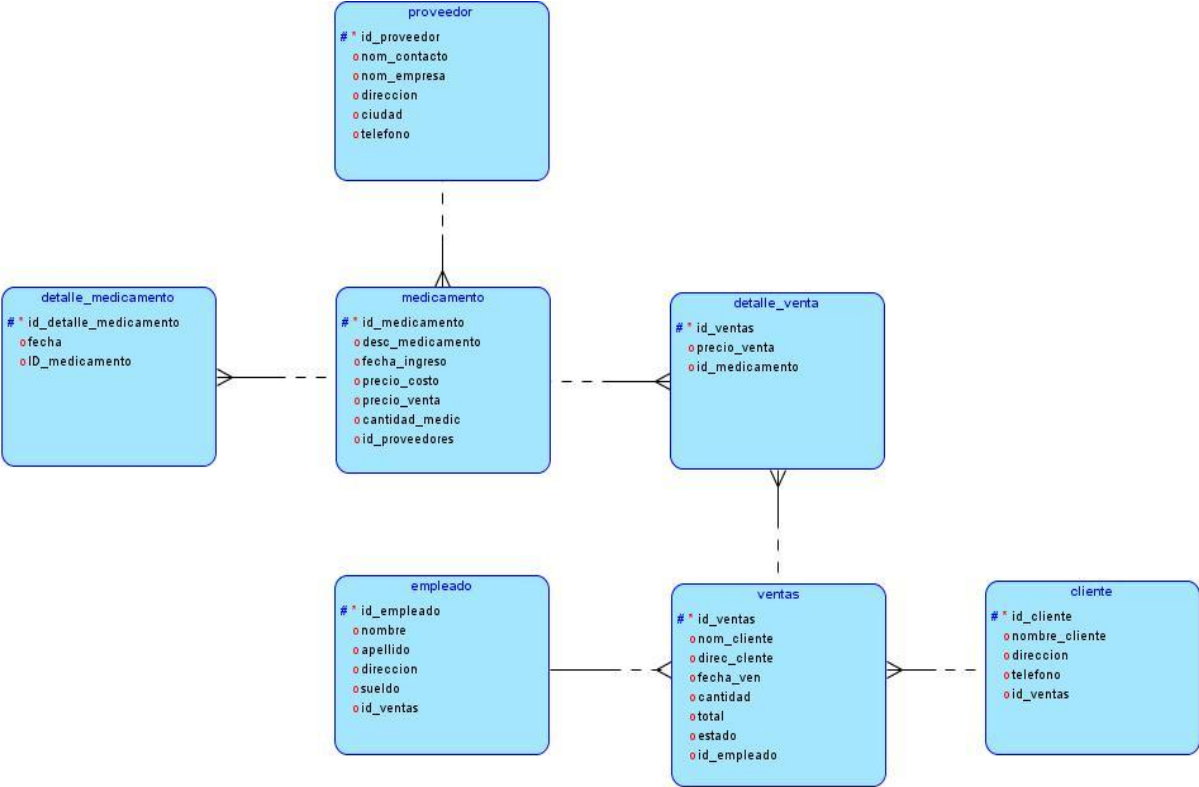 proveedor
# * id_proveedor
o nom_contacto
o nom_empresa
o direccion
o ciudad
o telefono
detalle_medicamento
# * id_detalle_medicamento
o fecha
o ID_medicamento
medicamento
# * id_medicamento
o desc_medicamento
o fecha_ingreso
o precio_costo
o precio_venta
o cantidad_medic
o id_proveedores
detalle_venta
# * id_ventas
o precio_venta
o id_medicamento
empleado
# * id_empleado
o nombre
o apellido
o direccion
o sueldo
o id_ventas
ventas
# * id_ventas
o nom_cliente
o direc_clente
o fecha_ven
o cantidad
o total
o estado
o id_empleado
cliente
# * id_cliente
o nombre_cliente
o direccion
o telefono
o id_ventas